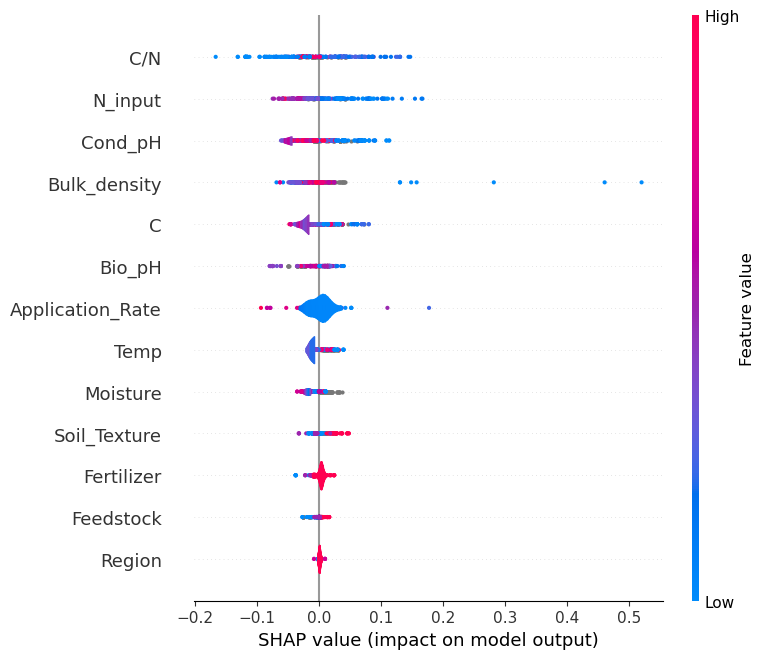 High
C/N
N_input
Cond_pH
Bulk_density
C
Bio_pH
Application_Rate
Temp
Moisture
Soil_Texture
Fertilizer
Feedstock
Region
Feature value
Low
−0.2 −0.1 0.0 0.1 0.2 0.3 0.4 0.5
SHAP value (impact on model output)